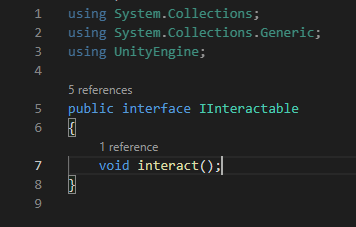 1 using System.Collections;
2 using System.Collections.Generic;
3 using UnityEngine;
4
5 references
5 public interface IInteractable
6 {
1 reference
7 void interact();
8 }
9